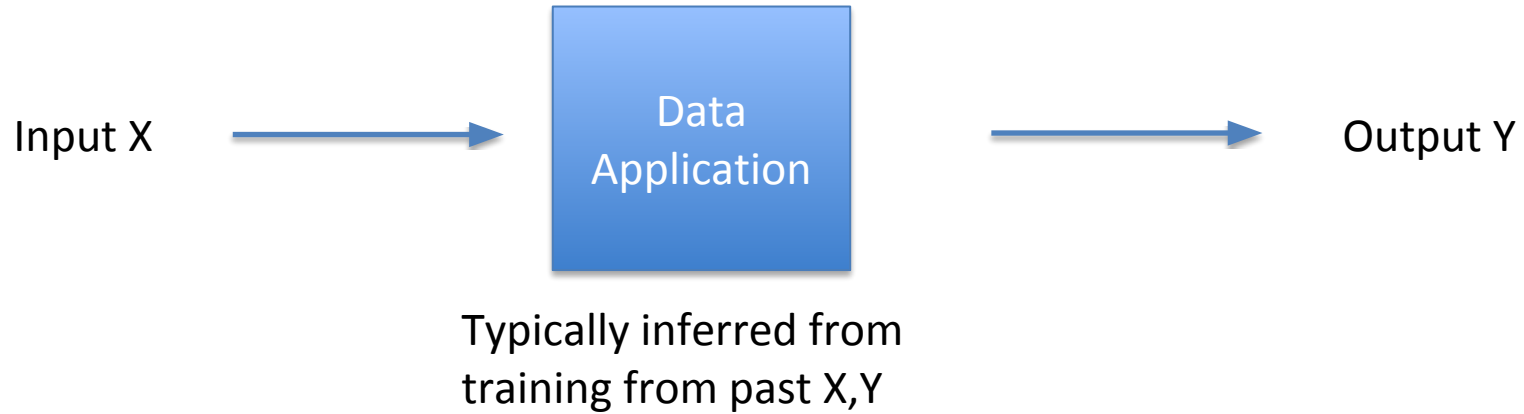 Input X
Data
Application
Output Y
Typically inferred from
training from past X,Y